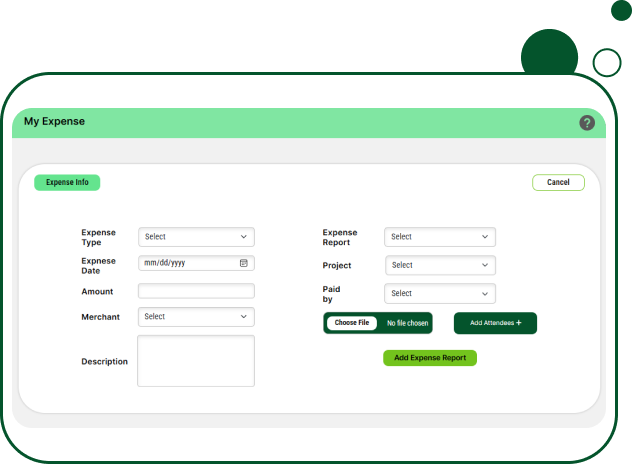 My Expense
?
Expense Info
Cancel
Expense
Type
Select
Expnese
Date
mm/dd/yyyy
Amount
Merchant
Select
Description
Expense
Report
Select
Project
Select
Paid
by
Select
Choose File
No file chosen
Add Attendees +
Add Expense Report